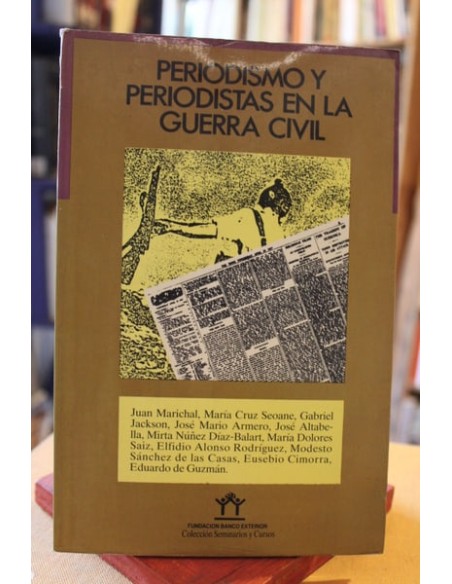 PERIODISMO Y
PERIODISTAS EN LA
GUERRA CIVIL
Juan Marichal, María Cruz Seoane, Gabriel
Jackson, José Mario Armero, José Altabe-
lla, Mirta Núñez Díaz-Balart, María Dolores
Saiz, Elfidio Alonso Rodríguez, Modesto
Sánchez de las Casas, Eusebio Cimorra,
Eduardo de Guzmán.
FUNDACION BANCO EXTERIOR
Colección Seminarios y Cursos